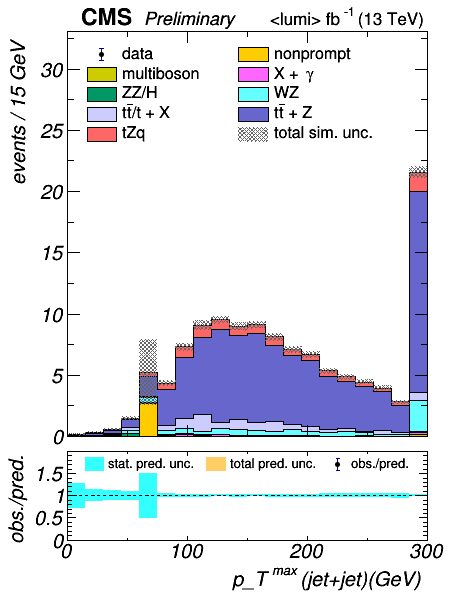 CMS Preliminary <lumi> fb⁻¹ (13 TeV)
events / 15 GeV
data
nonprompt
multiboson
X + γ
ZZ/H
WZ
tt̄/t + X
tt̄ + Z
tZq
total sim. unc.
30
25
20
15
10
5
0
obs./pred.
stat. pred. unc.
total pred. unc.
obs./pred.
1.5
1
0.5
0
0
100
200
300
p_T^max (jet+jet)(GeV)